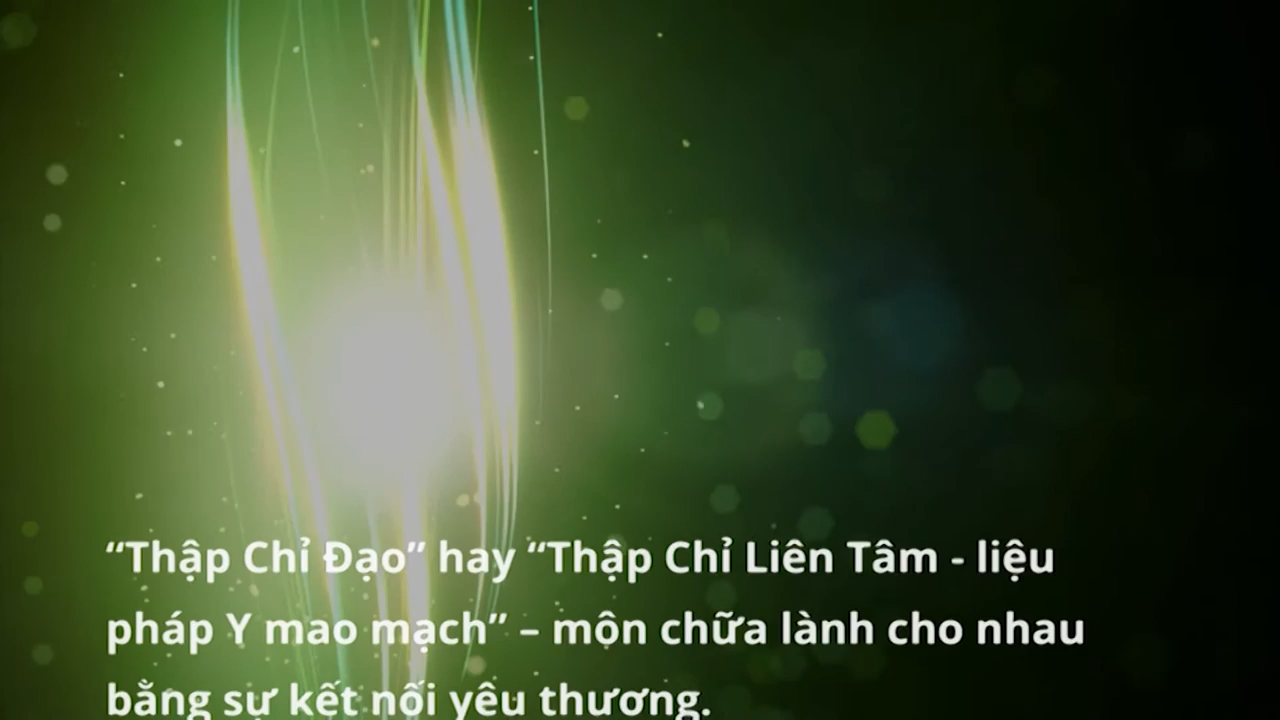 “Thập Chỉ Đạo” hay “Thập Chỉ Liên Tâm - liệu
pháp Y mao mạch” – môn chữa lành cho nhau
bằng sự kết nối yêu thương.